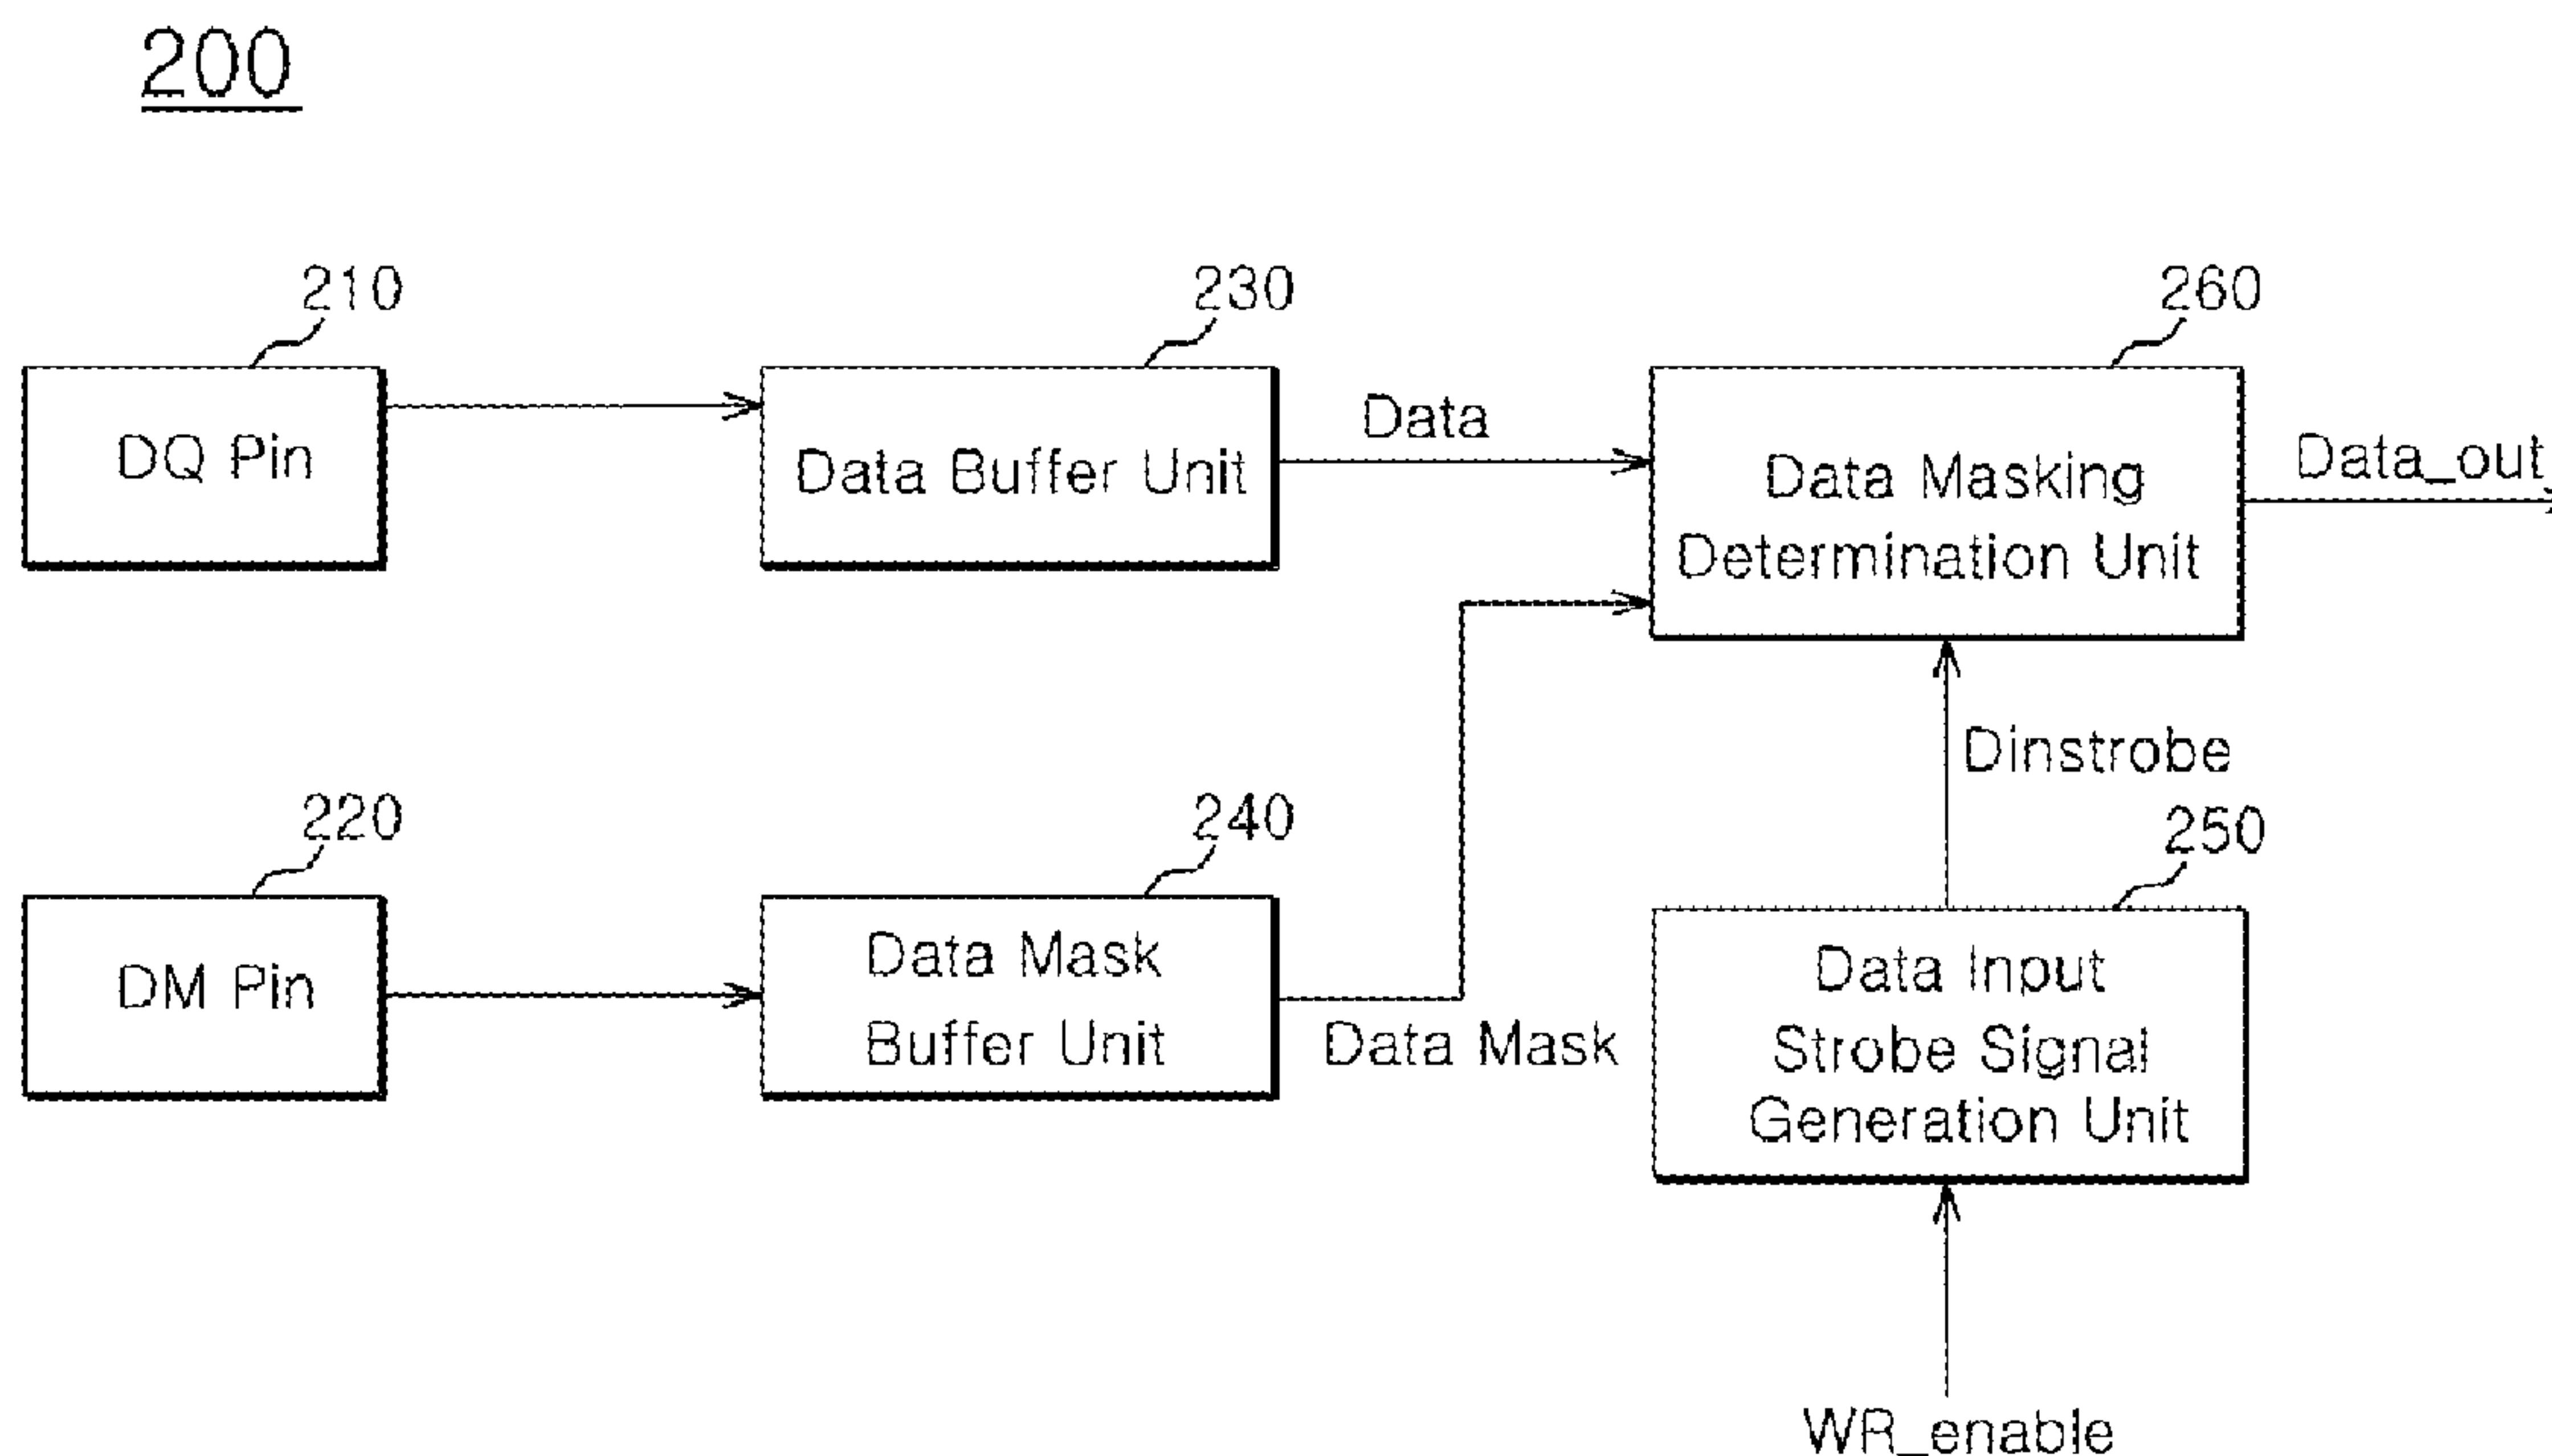 200
210
230
260
DQ Pin
Data Buffer Unit
Data
Data Masking
Determination Unit
Data_out
Dinstrobe
220
240
250
DM Pin
Data Mask
Buffer Unit
Data Mask
Data Input
Strobe Signal
Generation Unit
WR_enable